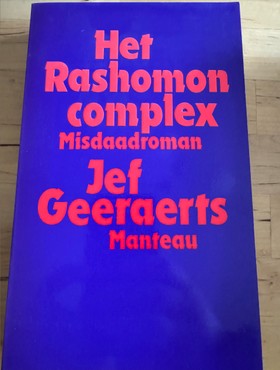 Het
Rashomon
complex
Misdaadroman
Jef
Geeraerts
Manteau